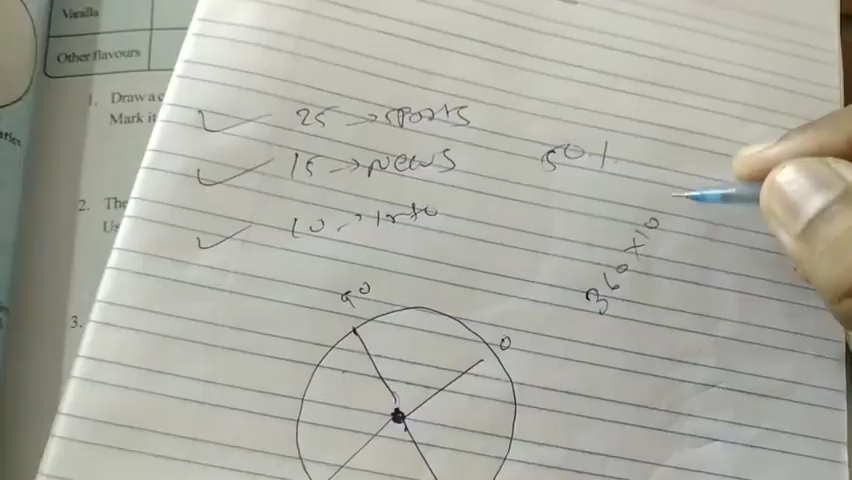 Vanilla
Other flavours
1. Draw a
Mark it
2. The
3.
25 → sports
15 → news
10 → info
50%
360 × 10
90
0